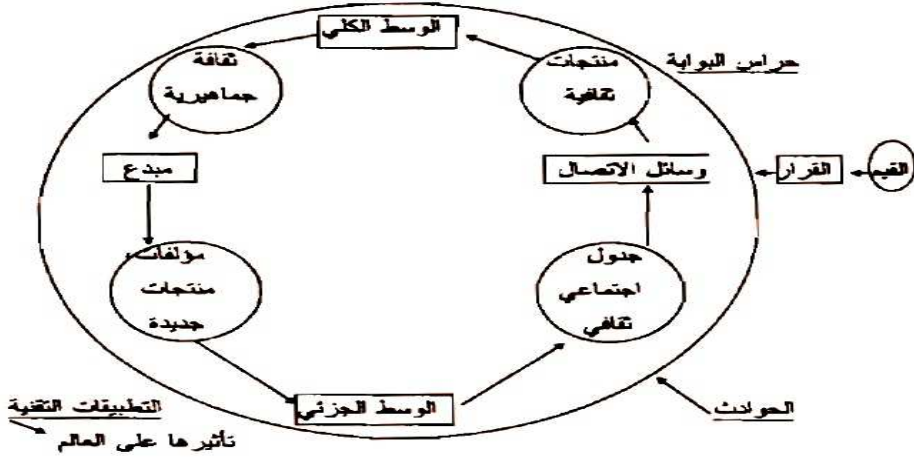 الوسط الكلي
ثقافة
جماهيرية
منتجات
ثقافية
حراس البوابة
مبدع
وسائل الاتصال
القرار
القيم
مؤلفات،
منتجات
جديدة
جدول
اجتماعي
ثقافي
الوسط الجزئي
الحوادث
التطبيقات التقنية
تأثيرها على العالم